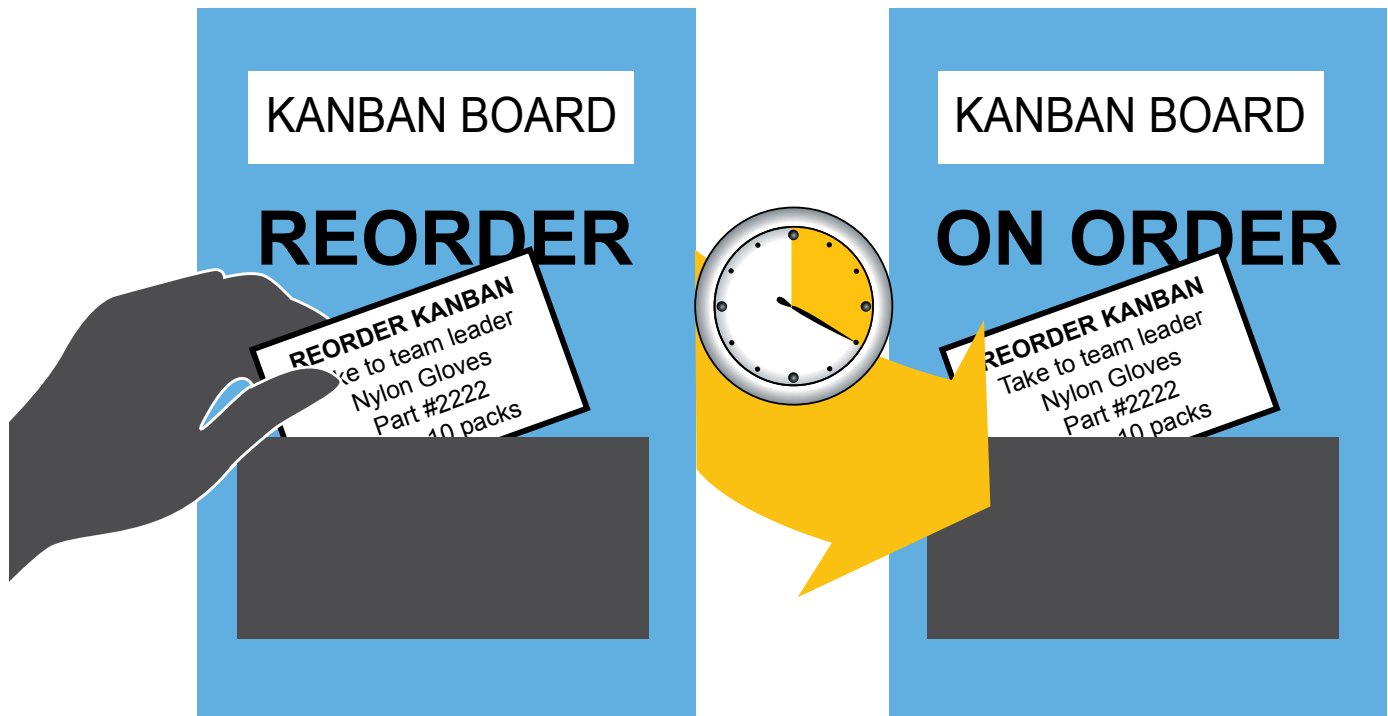 KANBAN BOARD
REORDER
REORDER KANBAN
ke to team leader
Nylon Gloves
Part #2222
10 packs
KANBAN BOARD
ON ORDER
REORDER KANBAN
Take to team leader
Nylon Gloves
Part #2222
10 packs